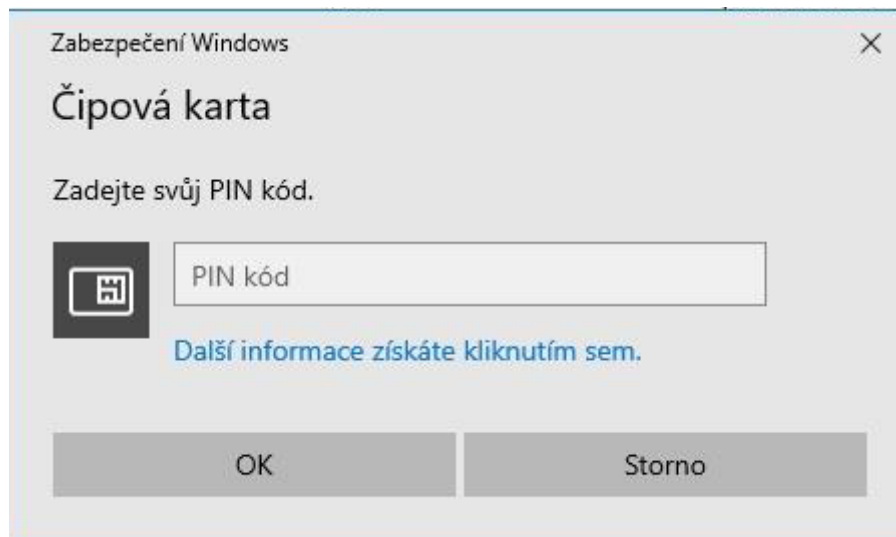 Zabezpečení Windows
Čipová karta
Zadejte svůj PIN kód.
PIN kód
Další informace získáte kliknutím sem.
OK
Storno